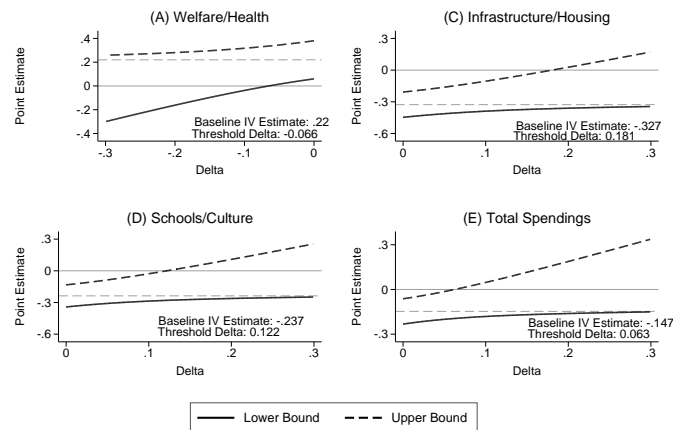 (A) Welfare/Health
Point Estimate
.4
.2
0
-.2
-.4
Baseline IV Estimate: .22
Threshold Delta: -0.066
-.3
-.2
-.1
0
Delta
(C) Infrastructure/Housing
Point Estimate
.3
0
-.3
-.6
Baseline IV Estimate: -.327
Threshold Delta: 0.181
0
.1
.2
.3
Delta
(D) Schools/Culture
Point Estimate
.3
0
-.3
-.6
Baseline IV Estimate: -.237
Threshold Delta: 0.122
0
.1
.2
.3
Delta
(E) Total Spendings
Point Estimate
.3
0
-.3
Baseline IV Estimate: -.147
Threshold Delta: 0.063
0
.1
.2
.3
Delta
Lower Bound
Upper Bound